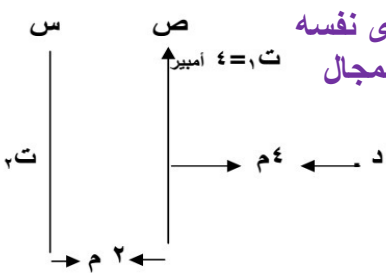 ى نفسه
مجال
س ص
ت١=٤ أمبير
ت٢
٤م
د
٢ م